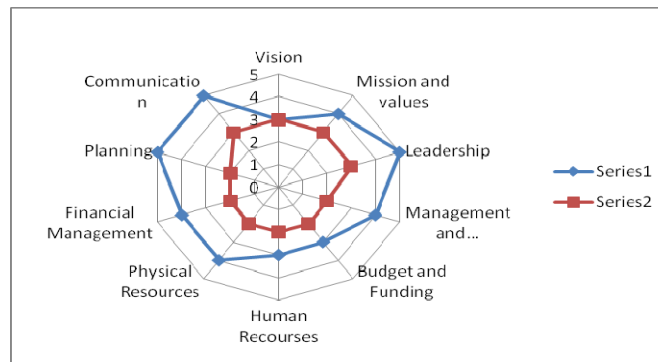 Vision
Mission and
values
Leadership
Management and
...
Budget and
Funding
Human
Recourses
Physical
Resources
Financial
Management
Planning
Communicatio
n
5
4
3
2
1
0
Series1
Series2